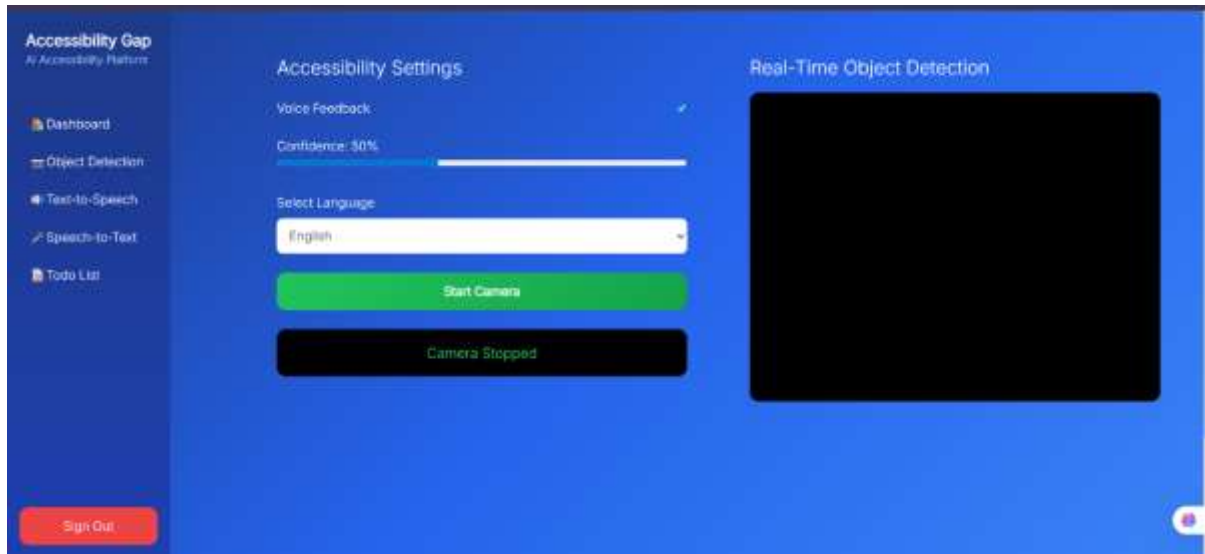 Accessibility Gap
AI Accessibility Platform
Dashboard
Object Detection
Text-to-Speech
Speech-to-Text
Todo List
Sign Out
Accessibility Settings
Voice Feedback
Confidence: 50%
Select Language
English
Start Camera
Camera Stopped
Real-Time Object Detection